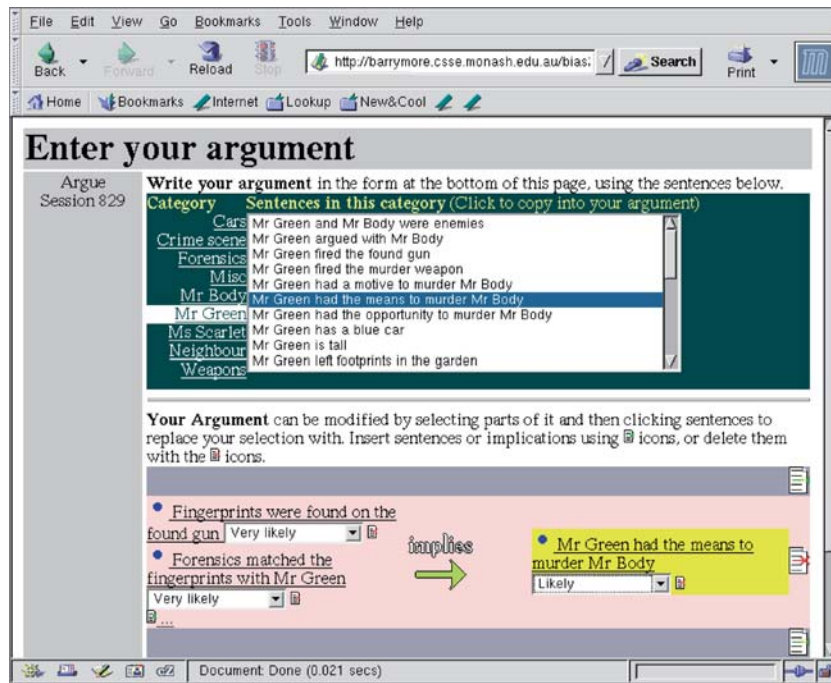 File Edit View Go Bookmarks Tools Window Help
Back Forward Reload Stop http://barrymore.csse.monash.edu.au/bias: Search Print
Home Bookmarks Internet Lookup New&Cool
Enter your argument
Argue
Session 829
Write your argument in the form at the bottom of this page, using the sentences below.
Category Sentences in this category (Click to copy into your argument)
Cars
Crime scene
Forensics
Misc
Mr Body
Mr Green
Ms Scarlet
Neighbour
Weapons
Mr Green and Mr Body were enemies
Mr Green argued with Mr Body
Mr Green fired the found gun
Mr Green fired the murder weapon
Mr Green had a motive to murder Mr Body
Mr Green had the means to murder Mr Body
Mr Green had the opportunity to murder Mr Body
Mr Green has a blue car
Mr Green is tall
Mr Green left footprints in the garden
Your Argument can be modified by selecting parts of it and then clicking sentences to
replace your selection with. Insert sentences or implications using icons, or delete them
with the icons.
Fingerprints were found on the
found gun Very likely
Forensics matched the
fingerprints with Mr Green
Very likely
...
implies
Mr Green had the means to
murder Mr Body
Likely
Document: Done (0.021 secs)